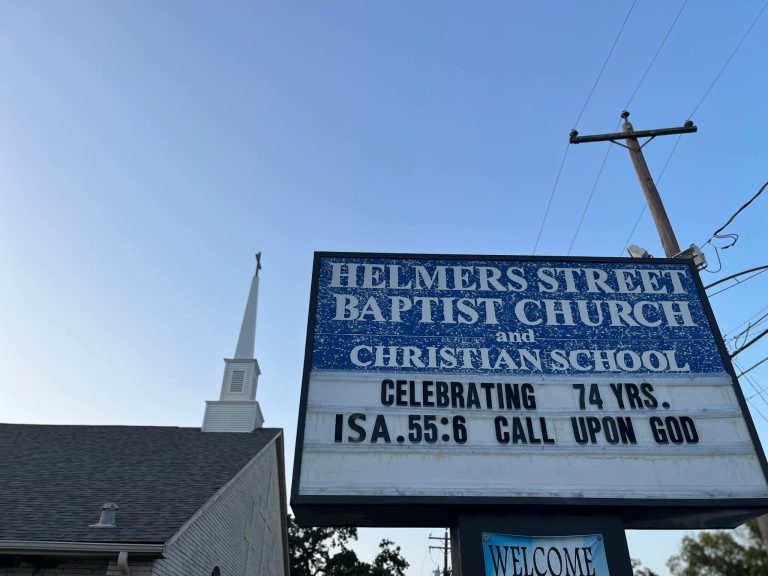 HELMERS STREET
BAPTIST CHURCH
and
CHRISTIAN SCHOOL
CELEBRATING 74 YRS.
ISA.55:6 CALL UPON GOD
WELCOME